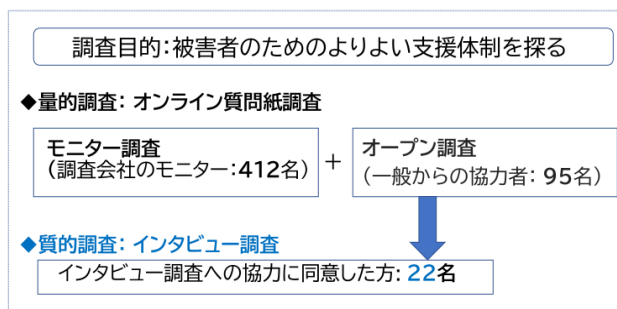 調査目的:被害者のためのよりよい支援体制を探る
◆量的調査: オンライン質問紙調査
モニター調査
(調査会社のモニター:412名)
+
オープン調査
(一般からの協力者: 95名)
◆質的調査: インタビュー調査
インタビュー調査への協力に同意した方: 22名